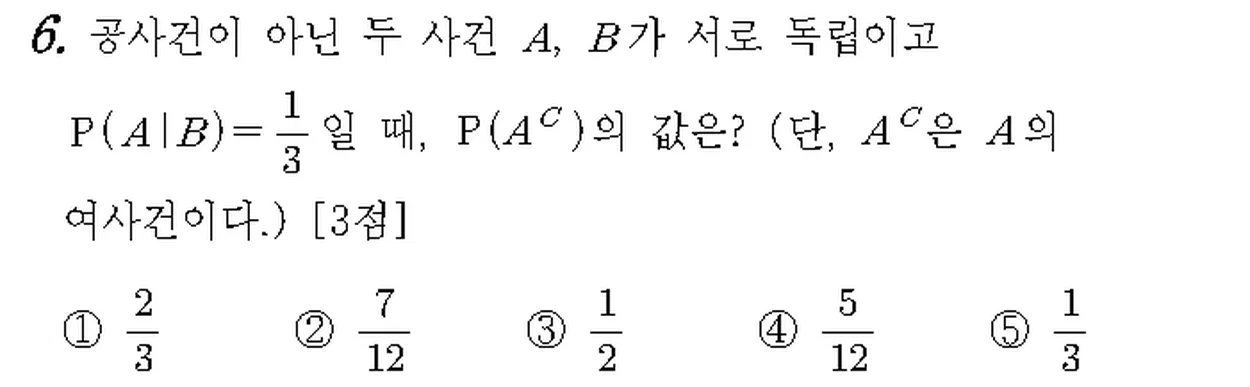 6. 공사건이 아닌 두 사건 A, B가 서로 독립이고
P(A|B)=1/3 일 때, P(A^C)의 값은? (단, A^C은 A의
여사건이다.) [3점]
① 2/3 ② 7/12 ③ 1/2 ④ 5/12 ⑤ 1/3